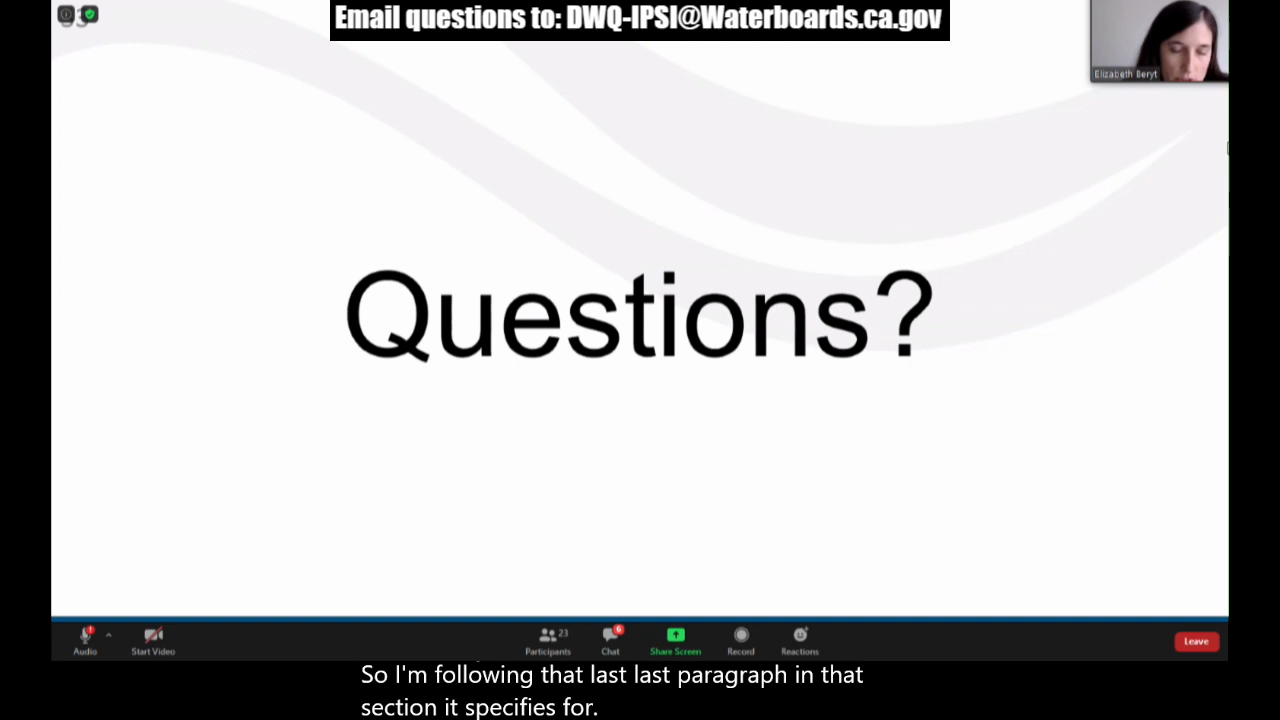 Email questions to: DWQ-IPSI@Waterboards.ca.gov
Elizabeth Beryt
Questions?
23
6
Audio
Start Video
Participants
Chat
Share Screen
Record
Reactions
Leave
So I'm following that last last paragraph in that
section it specifies for.